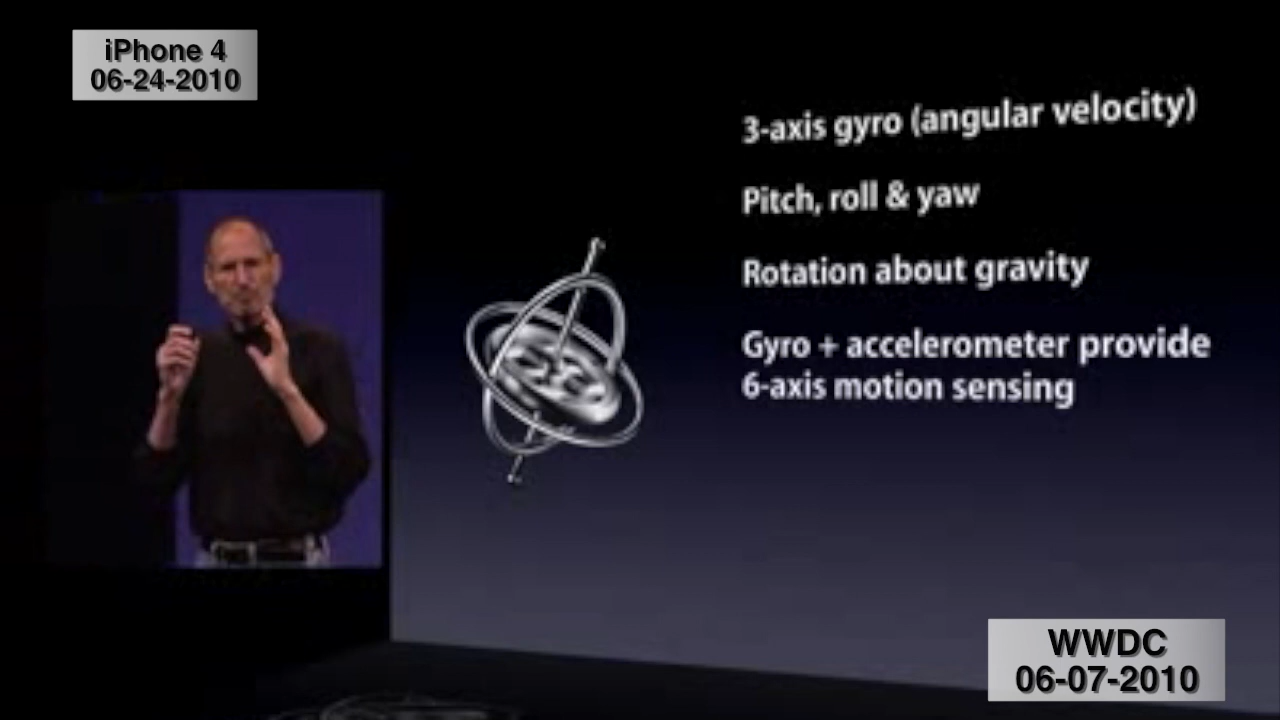 iPhone 4
06-24-2010
3-axis gyro (angular velocity)
Pitch, roll & yaw
Rotation about gravity
Gyro + accelerometer provide
6-axis motion sensing
WWDC
06-07-2010